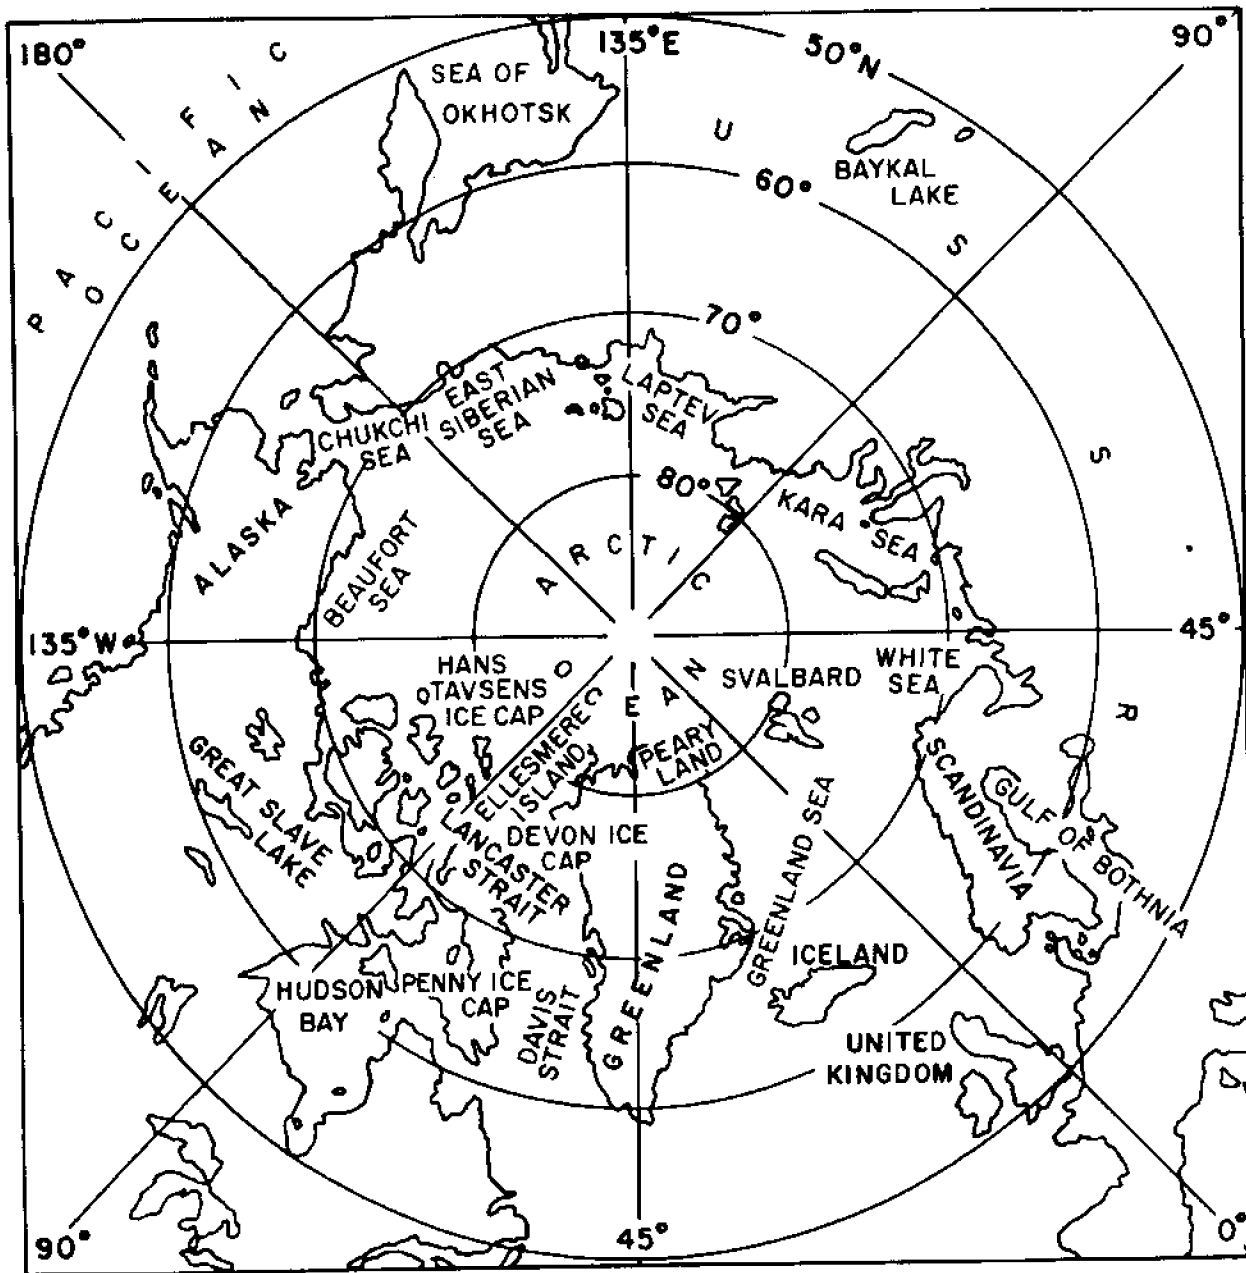 180°
135°E
50°N
90°
PACIFIC
OCEAN
SEA OF
OKHOTSK
U S S R
BAYKAL
LAKE
60°
70°
80°
EAST
SIBERIAN
SEA
LAPTEV
SEA
CHUKCHI
SEA
KARA SEA
ALASKA
BEAUFORT
SEA
ARCTIC
OCEAN
135°W
45°
HANS
TAVSENS
ICE CAP
SVALBARD
WHITE
SEA
ELLESMERE
ISLAND
PEARY
LAND
GREAT SLAVE
LAKE
LANCASTER
STRAIT
DEVON ICE
CAP
GREENLAND
GREENLAND SEA
SCANDINAVIA
GULF OF BOTHNIA
ICELAND
HUDSON
BAY
PENNY ICE
CAP
DAVIS
STRAIT
UNITED
KINGDOM
90°
45°
0°